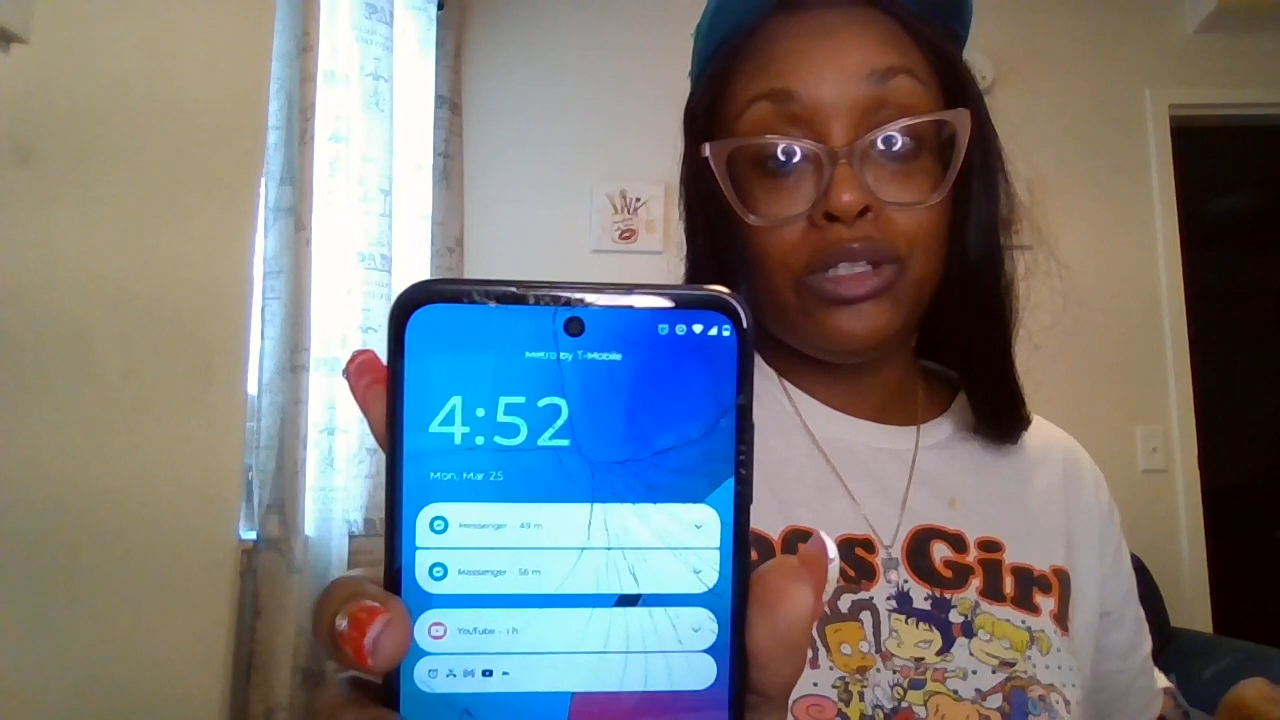 Metro by T-Mobile
4:52
Mon, Mar 25
Messenger · 49 m
Messenger · 56 m
YouTube · 1 h
Girl